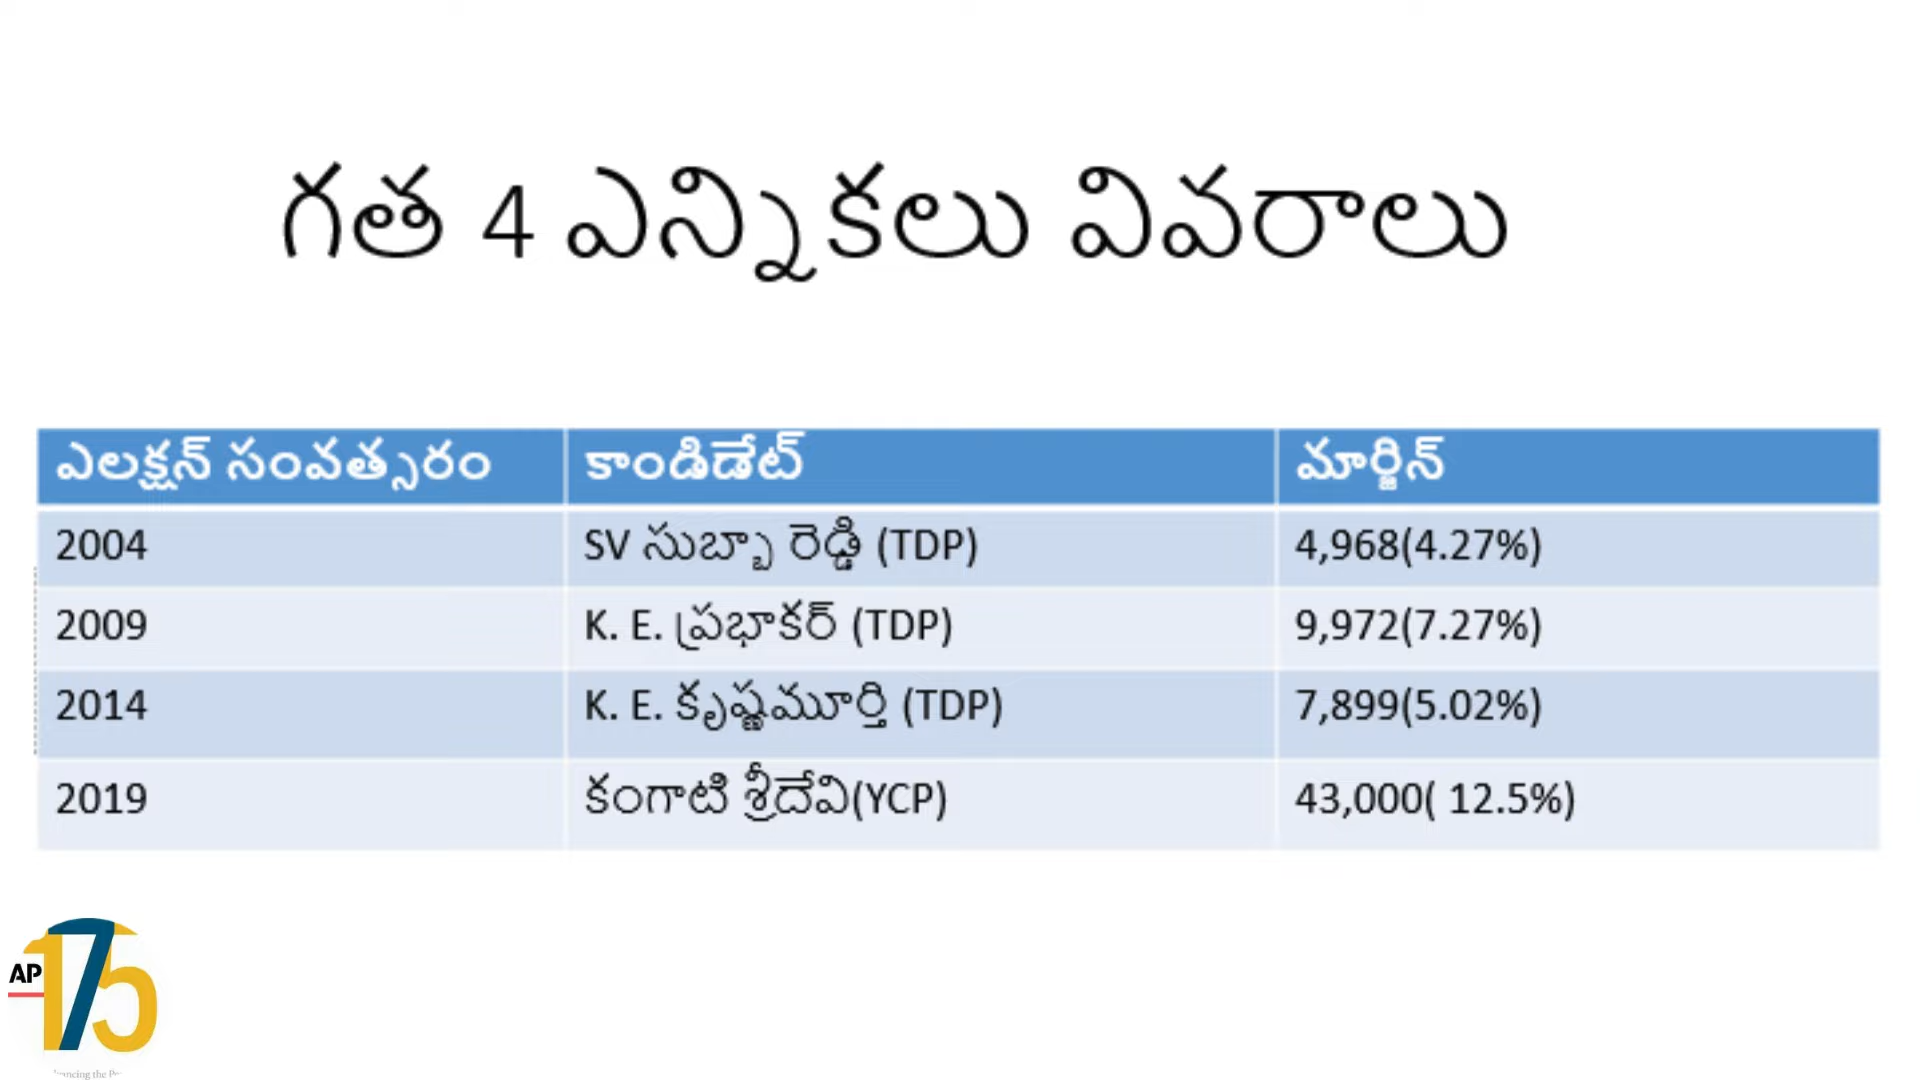 గత 4 ఎన్నికలు వివరాలు
ఎలక్షన్ సంవత్సరం కాండిడేట్ మార్జిన్
2004 SV సుబ్బా రెడ్డి (TDP) 4,968(4.27%)
2009 K. E. ప్రభాకర్ (TDP) 9,972(7.27%)
2014 K. E. కృష్ణమూర్తి (TDP) 7,899(5.02%)
2019 కంగాటి శ్రీదేవి(YCP) 43,000( 12.5%)
AP 175
the